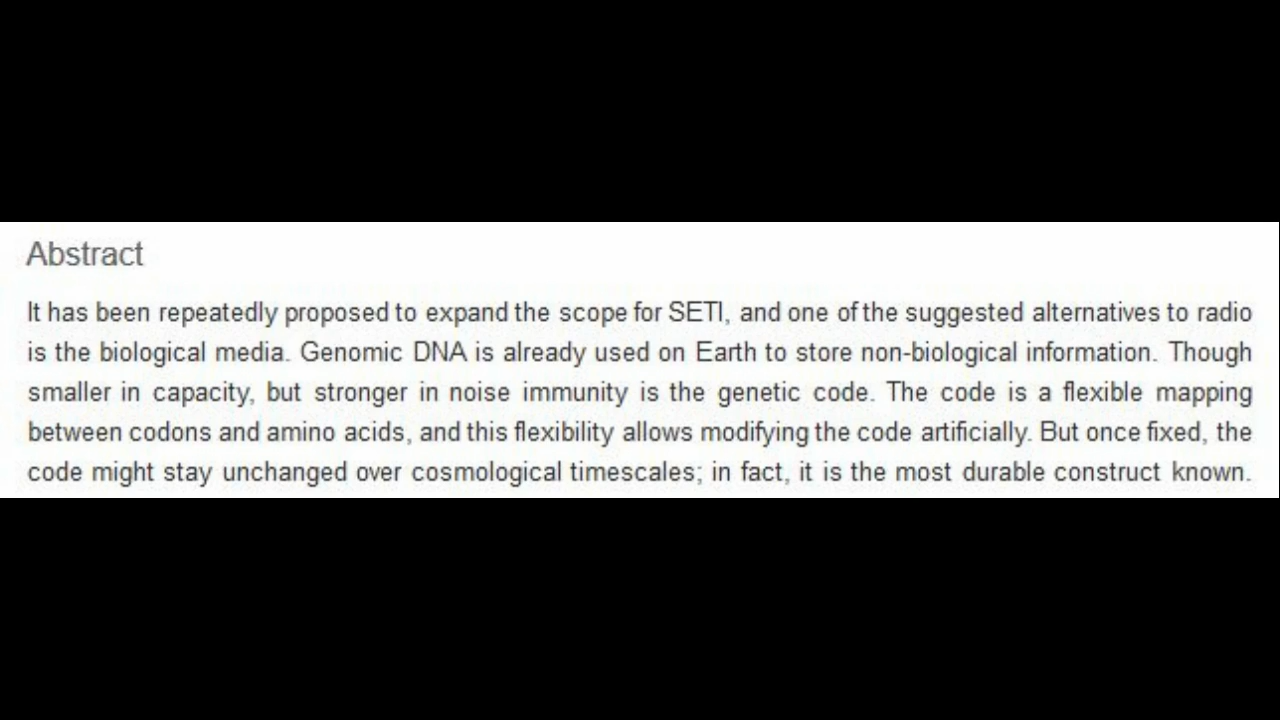 Abstract
It has been repeatedly proposed to expand the scope for SETI, and one of the suggested alternatives to radio
is the biological media. Genomic DNA is already used on Earth to store non-biological information. Though
smaller in capacity, but stronger in noise immunity is the genetic code. The code is a flexible mapping
between codons and amino acids, and this flexibility allows modifying the code artificially. But once fixed, the
code might stay unchanged over cosmological timescales; in fact, it is the most durable construct known.